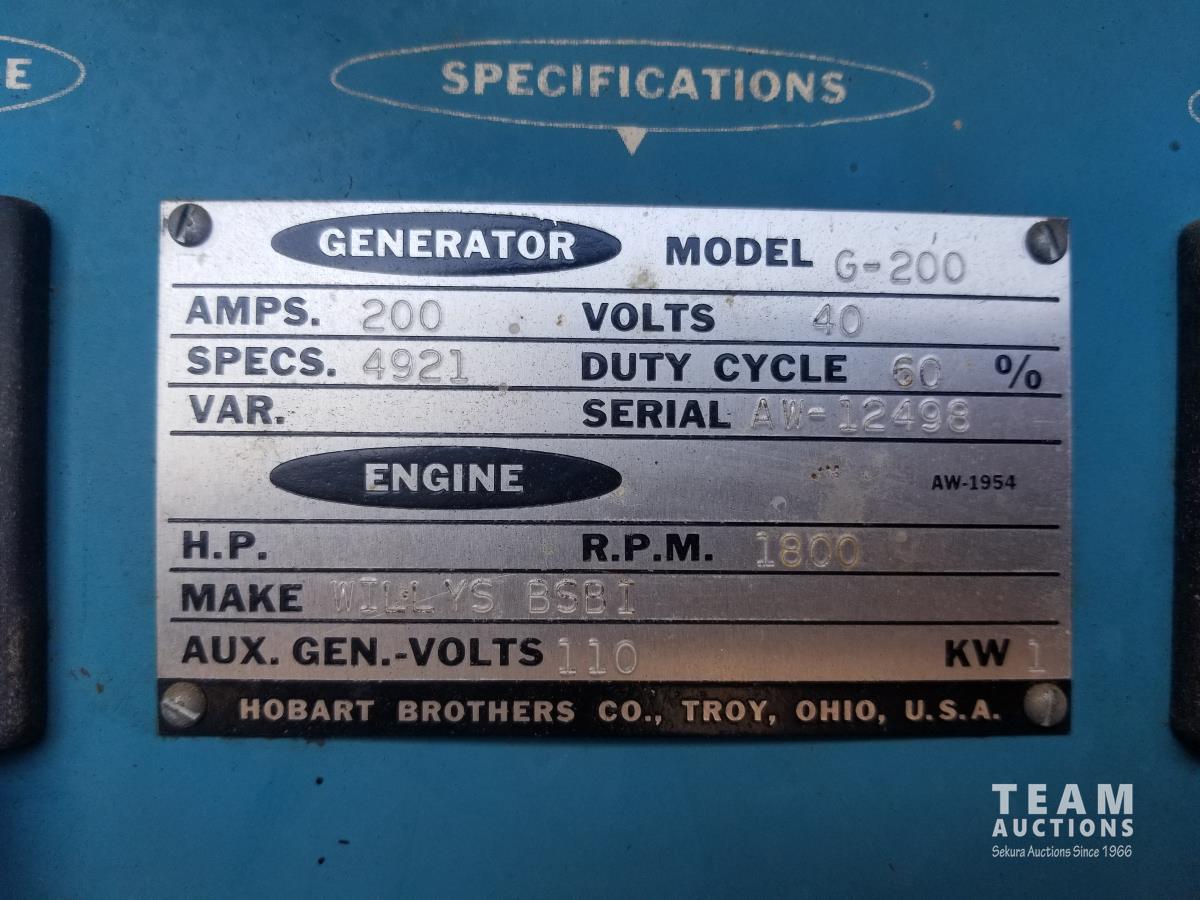 E
SPECIFICATIONS
GENERATOR MODEL G-200
AMPS. 200 VOLTS 40
SPECS. 4921 DUTY CYCLE 60 %
VAR. SERIAL AW-12498
ENGINE AW-1954
H.P. R.P.M. 1800
MAKE WILLYS BSBI
AUX. GEN.-VOLTS 110 KW 1
HOBART BROTHERS CO., TROY, OHIO, U.S.A.
TEAM
AUCTIONS
Sekura Auctions Since 1966